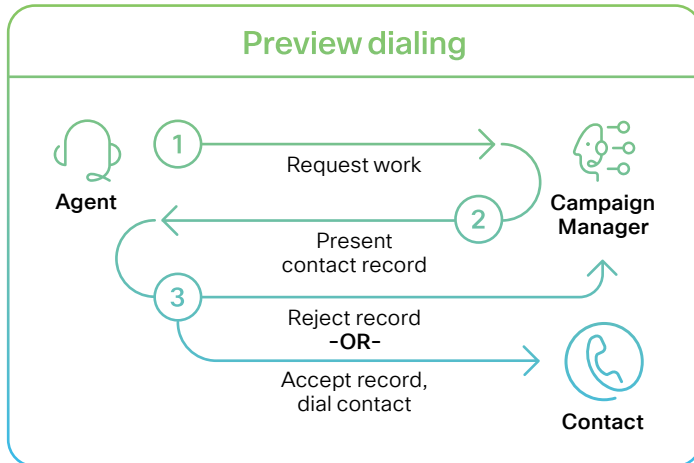 Preview dialing
1
Request work
Agent
Campaign
Manager
2
Present
contact record
3
Reject record
-OR-
Accept record,
dial contact
Contact